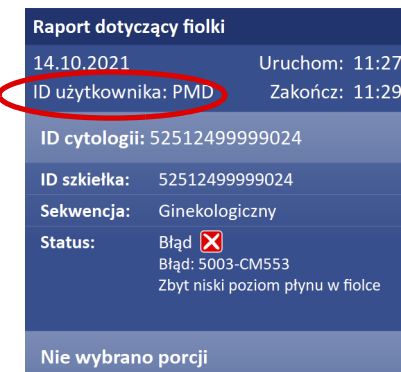 Raport dotyczący fiolki
14.10.2021 Uruchom: 11:27
ID użytkownika: PMD Zakończ: 11:29
ID cytologii: 52512499999024
ID szkiełka: 52512499999024
Sekwencja: Ginekologiczny
Status: Błąd
Błąd: 5003-CM553
Zbyt niski poziom płynu w fiolce
Nie wybrano porcji